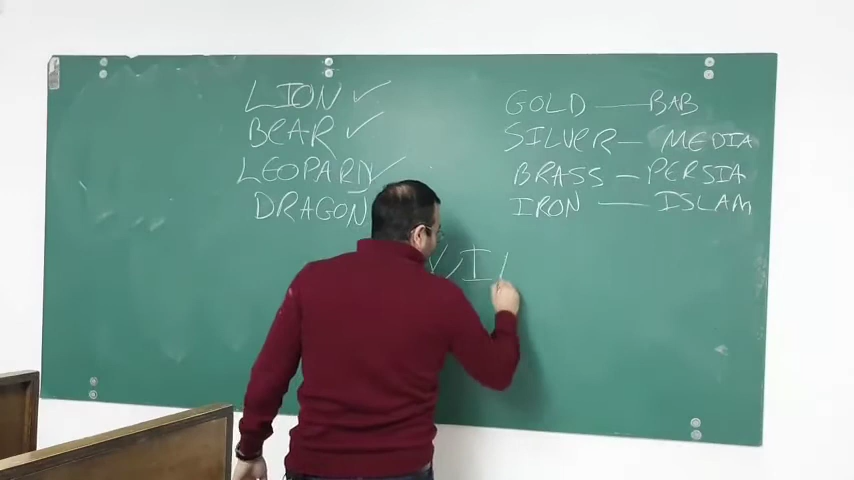 LION ✓
BEAR ✓
LEOPARD ✓
DRAGON
GOLD — BAB
SILVER — MEDIA
BRASS — PERSIA
IRON — ISLAM
I